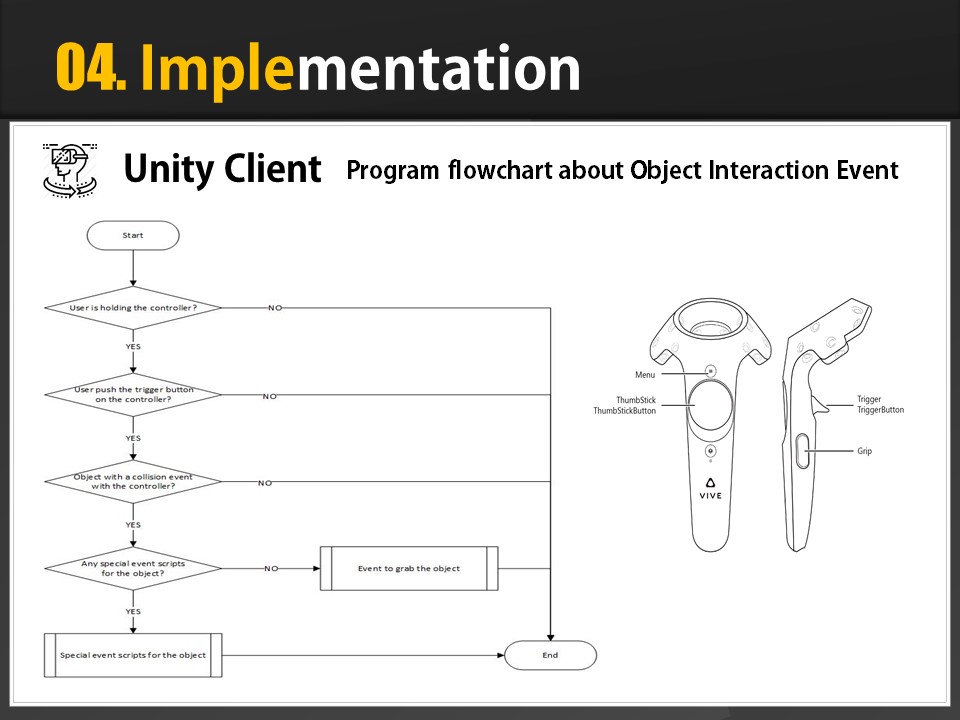 04. Implementation
Unity Client Program flowchart about Object Interaction Event
Start
User is holding the controller?
NO
YES
User push the trigger button
on the controller?
NO
YES
Object with a collision event
with the controller?
NO
YES
Any special event scripts
for the object?
NO
Event to grab the object
YES
Special event scripts for the object
End
Menu
ThumbStick
ThumbStickButton
Trigger
TriggerButton
Grip
VIVE